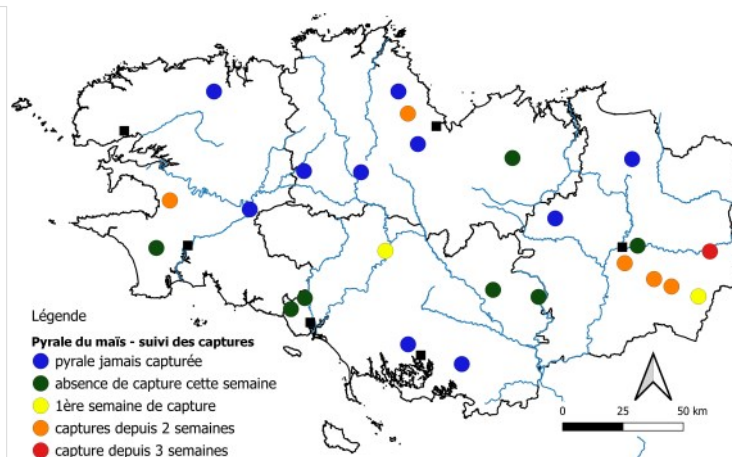 Légende
Pyrale du maïs - suivi des captures
pyrale jamais capturée
absence de capture cette semaine
1ère semaine de capture
captures depuis 2 semaines
capture depuis 3 semaines
0 25 50 km